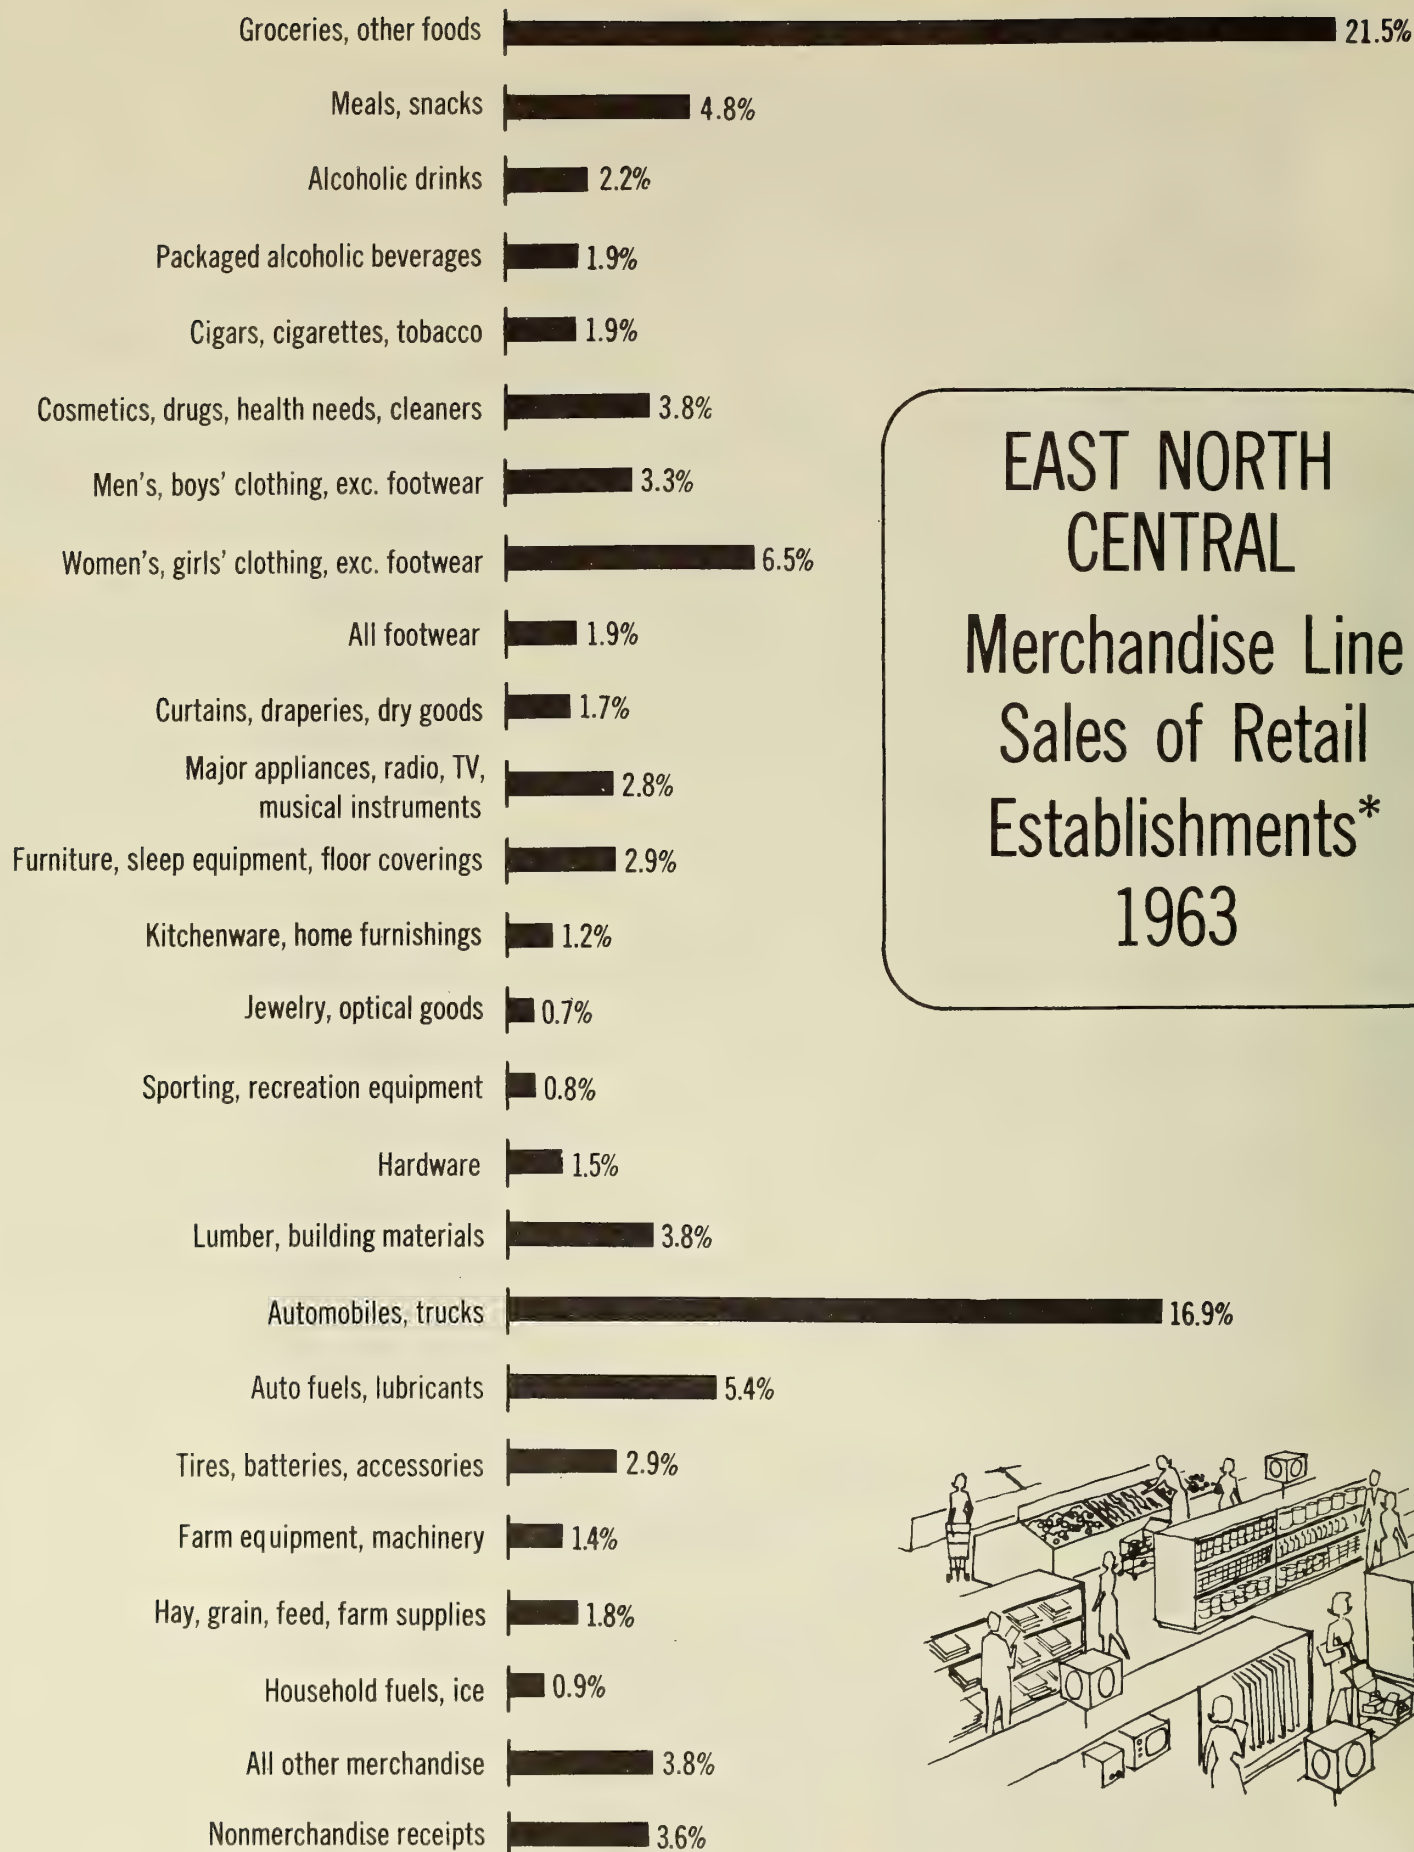 Groceries, other foods 21.5%
Meals, snacks 4.8%
Alcoholic drinks 2.2%
Packaged alcoholic beverages 1.9%
Cigars, cigarettes, tobacco 1.9%
Cosmetics, drugs, health needs, cleaners 3.8%
Men's, boys' clothing, exc. footwear 3.3%
Women's, girls' clothing, exc. footwear 6.5%
All footwear 1.9%
Curtains, draperies, dry goods 1.7%
Major appliances, radio, TV,
musical instruments 2.8%
Furniture, sleep equipment, floor coverings 2.9%
Kitchenware, home furnishings 1.2%
Jewelry, optical goods 0.7%
Sporting, recreation equipment 0.8%
Hardware 1.5%
Lumber, building materials 3.8%
Automobiles, trucks 16.9%
Auto fuels, lubricants 5.4%
Tires, batteries, accessories 2.9%
Farm equipment, machinery 1.4%
Hay, grain, feed, farm supplies 1.8%
Household fuels, ice 0.9%
All other merchandise 3.8%
Nonmerchandise receipts 3.6%
EAST NORTH
CENTRAL
Merchandise Line
Sales of Retail
Establishments*
1963